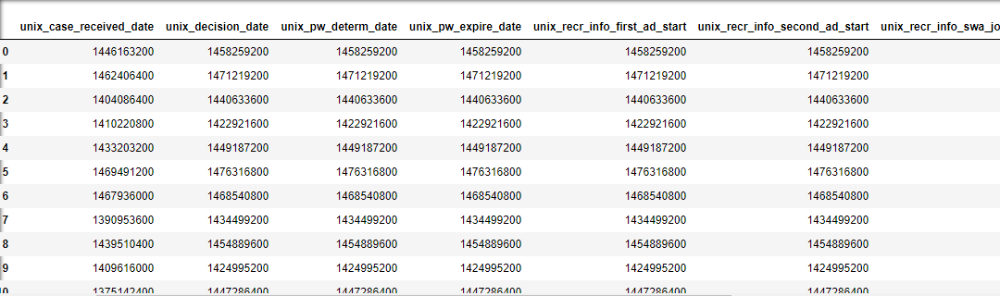 unix_case_received_date unix_decision_date unix_pw_determ_date unix_pw_expire_date unix_recr_info_first_ad_start unix_recr_info_second_ad_start unix_recr_info_swa_jo
0 1446163200 1458259200 1458259200 1458259200 1458259200 1458259200
1 1462406400 1471219200 1471219200 1471219200 1471219200 1471219200
2 1404086400 1440633600 1440633600 1440633600 1440633600 1440633600
3 1410220800 1422921600 1422921600 1422921600 1422921600 1422921600
4 1433203200 1449187200 1449187200 1449187200 1449187200 1449187200
5 1469491200 1476316800 1476316800 1476316800 1476316800 1476316800
6 1467936000 1468540800 1468540800 1468540800 1468540800 1468540800
7 1390953600 1434499200 1434499200 1434499200 1434499200 1434499200
8 1439510400 1454889600 1454889600 1454889600 1454889600 1454889600
9 1409616000 1424995200 1424995200 1424995200 1424995200 1424995200
10 1375142400 1447286400 1447286400 1447286400 1447286400 1447286400